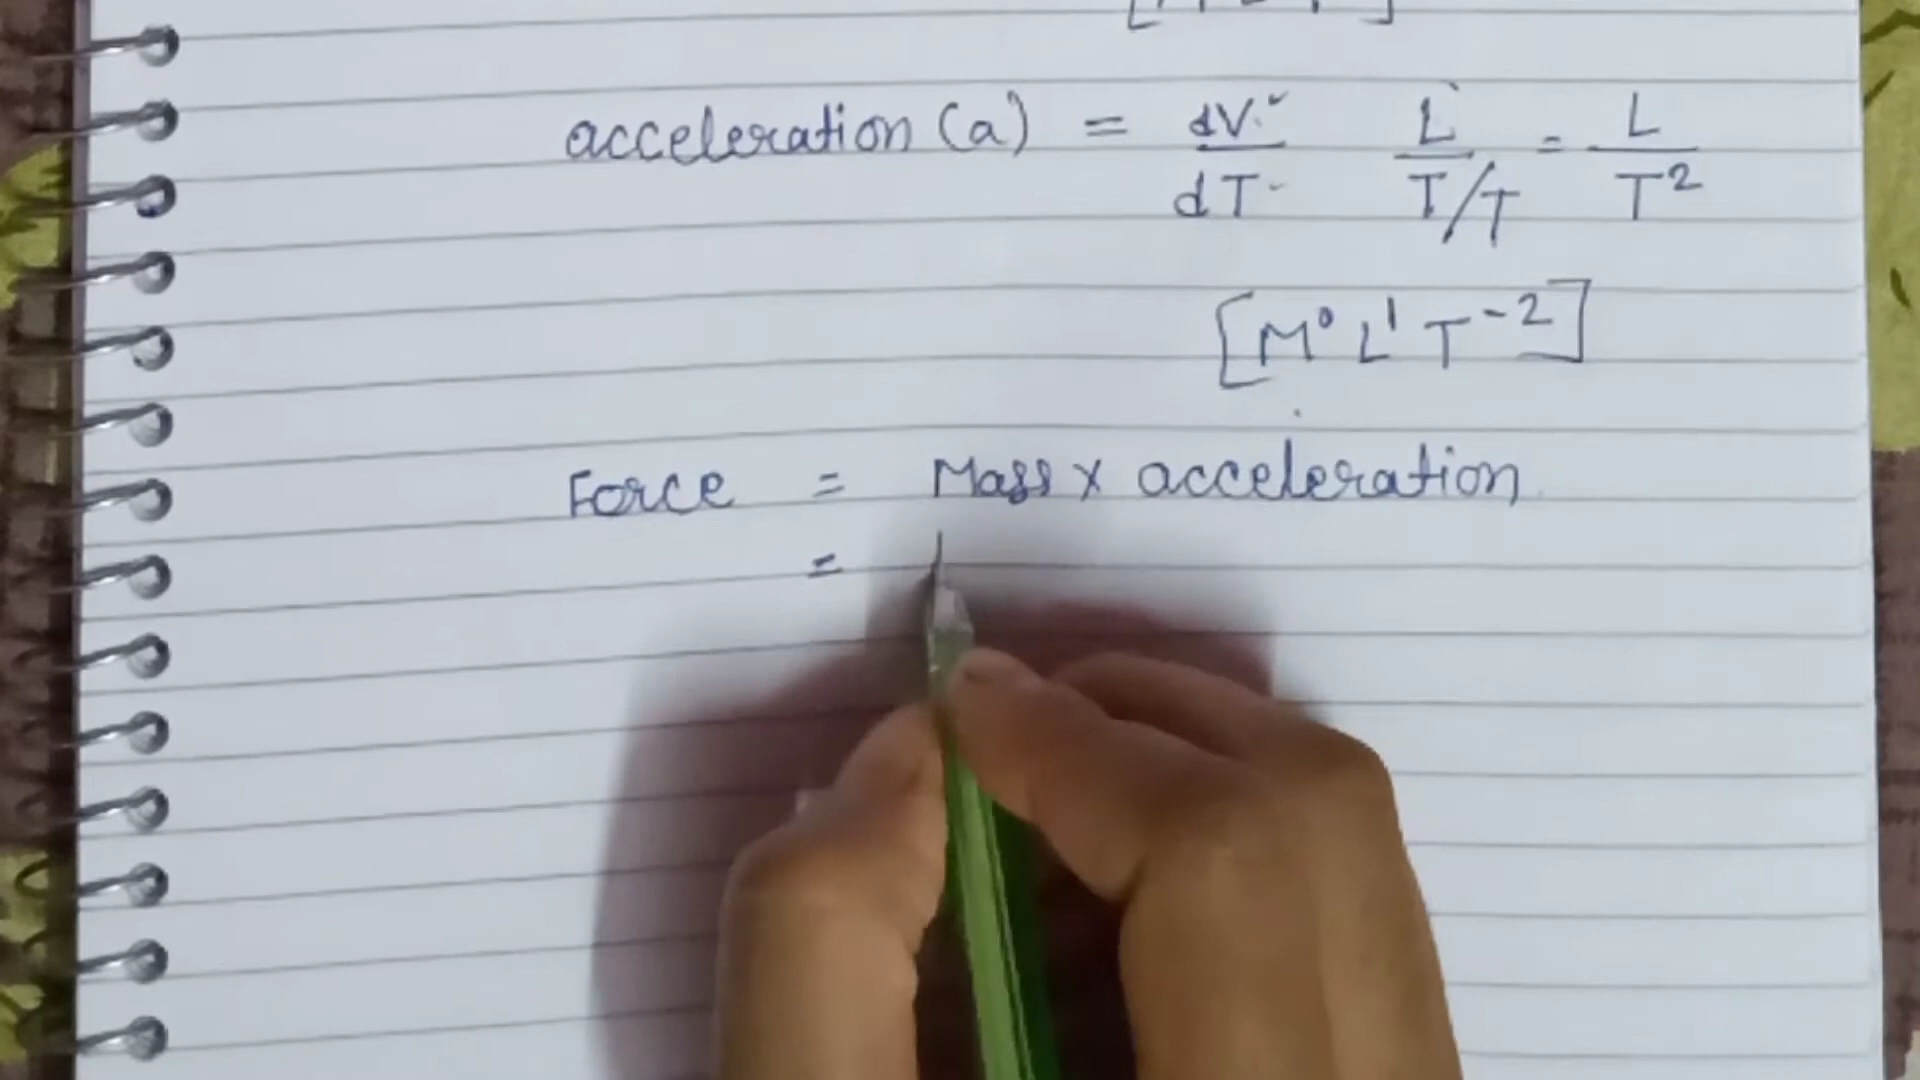 acceleration (a) = dV/dT L/T/T = L/T²
[M⁰ L¹ T⁻²]
Force = Mass x acceleration
=